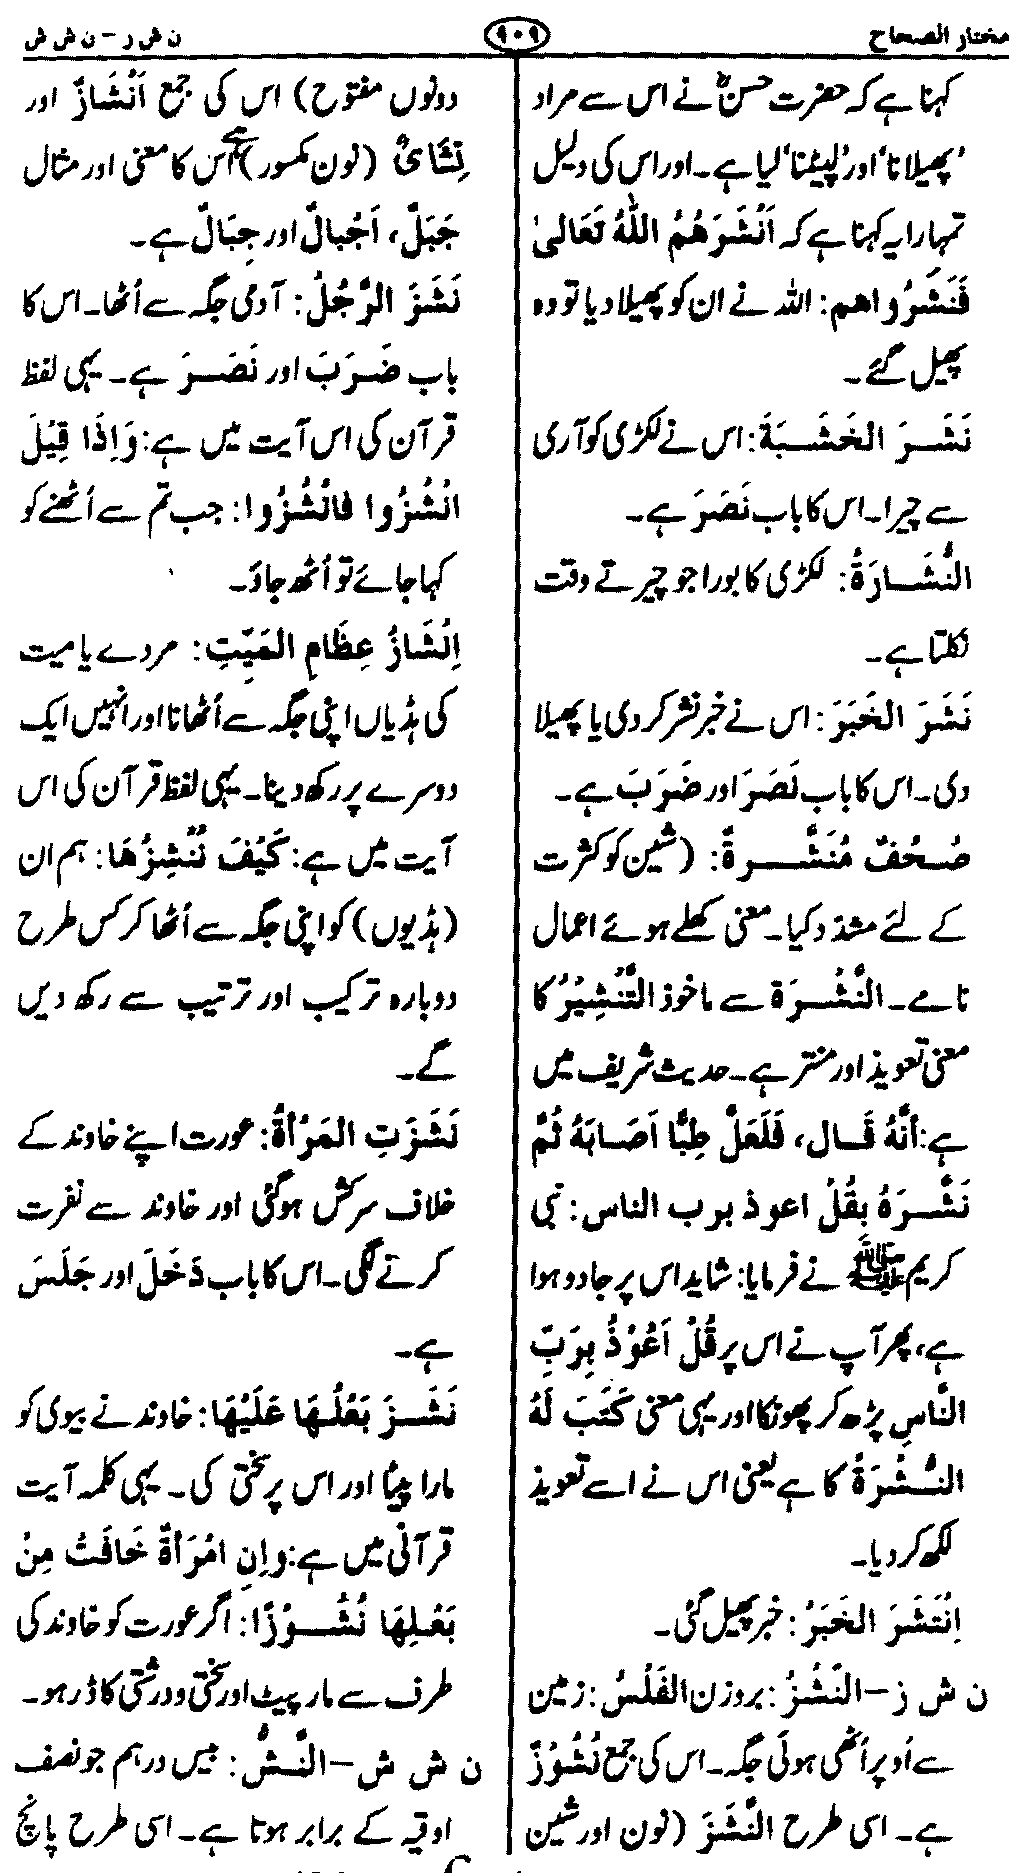 مختار الصحاح
۹۰۹
ن ش ر – ن ش ش
کہنا ہے کہ حضرت حسنؓ نے اس سے مراد
'پھیلانا' اور 'لپیٹنا' لیا ہے۔ اور اس کی دلیل
تمہارا یہ کہنا ہے کہ اَنْشَرَهُمُ اللّٰهُ تَعَالیٰ
فَنَشَرُوا هم: اللہ نے ان کو پھیلا دیا تو وہ
پھیل گئے۔
نَشَرَ الخَشَبَةَ: اس نے لکڑی کو آری
سے چیرا۔ اس کا باب نَصَرَ ہے۔
النُّشَارَةُ: لکڑی کا بورا جو چیرتے وقت
نکلتا ہے۔
نَشَرَ الخَبَرَ: اس نے خبر نشر کر دی یا پھیلا
دی۔ اس کا باب نَصَرَ اور ضَرَبَ ہے۔
صُحُفٌ مُنَشَّرةٌ: (شین کو کثرت
کے لئے مشدّد کیا۔ معنی کھلے ہوئے اعمال
نامے۔ النُّشْرَة سے ماخوذ التَّنْشِيْرُ کا
معنی تعویذ اور منتر ہے۔ حدیث شریف میں
ہے: أنَّهُ قَال، فَلَعَلَّ طِبًّا اَصَابَهُ ثُمَّ
نَشَّرَهُ بِقُلْ اعوذ برب الناس: نبی
کریم ﷺ نے فرمایا: شاید اس پر جادو ہوا
ہے، پھر آپ نے اس پر قُلْ اَعُوْذُ بِرَبِّ
النَّاسِ پڑھ کر پھونکا اور یہی معنی كَتَبَ لَهُ
النُّشْرَةُ کا ہے یعنی اس نے اسے تعویذ
لکھ کر دیا۔
اِنْتَشَرَ الخَبَرُ: خبر پھیل گئی۔
ن ش ز – النَّشْزُ: بروزن الفَلْسُ: زمین
سے اوپر اٹھی ہوئی جگہ۔ اس کی جمع نُشُوْزٌ
ہے۔ اسی طرح النَّشَزَ (نون اور شین
دونوں مفتوح) اس کی جمع اَنْشَازٌ اور
(نون مکسور) ہے اس کا معنی اور مثال
جَبَلٌ، اَجْبالٌ اور جِبَالٌ ہے۔
نَشَزَ الرَّجُلُ: آدمی جگہ سے اُٹھا۔ اس کا
باب ضَرَبَ اور نَصَرَ ہے۔ یہی لفظ
قرآن کی اس آیت میں ہے: وَاِذَا قِيْلَ
انْشُزُوا فَانْشُزُوا: جب تم سے اُٹھنے کو
کہا جائے تو اُٹھ جاؤ۔
اِنْشَازُ عِظَامِ المَيِّتِ: مردے یا میت
کی ہڈیاں اپنی جگہ سے اُٹھانا اور انہیں ایک
دوسرے پر رکھ دینا۔ یہی لفظ قرآن کی اس
آیت میں ہے: كَيْفَ نُنْشِزُهَا: ہم ان
(ہڈیوں) کو اپنی جگہ سے اُٹھا کر کس طرح
دوبارہ ترکیب اور ترتیب سے رکھ دیں
گے۔
نَشَزَتِ المَرْأةُ: عورت اپنے خاوند کے
خلاف سرکش ہوگئی اور خاوند سے نفرت
کرتے لگی۔ اس کا باب دَخَلَ اور جَلَسَ
ہے۔
نَشَزَ بَعْلُهَا عَلَيْهَا: خاوند نے بیوی کو
مارا پیٹا اور اس پر سختی کی۔ یہی کلمہ آیت
قرآنی میں ہے: وَاِنِ امْرَأةٌ خَافَتْ مِنْ
بَعْلِهَا نُشُوْزًا: اگر عورت کو خاوند کی
طرف سے مار پیٹ اور سختی و درشتی کا ڈر ہو۔
ن ش ش – النَّشُّ: بیس درہم جو نصف
اوقیہ کے برابر ہوتا ہے۔ اسی طرح پانچ